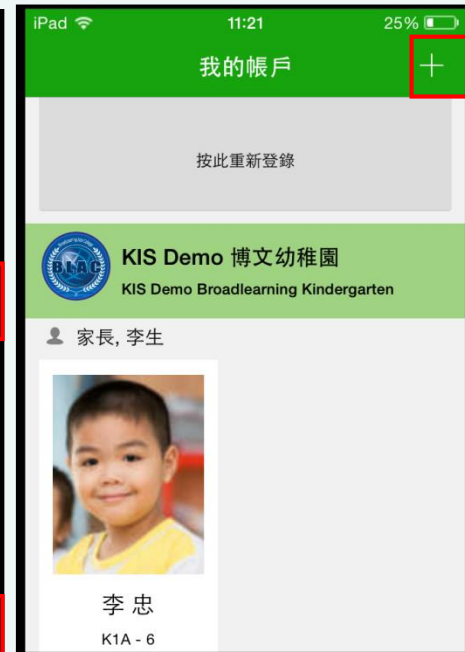 iPad 11:21 25%
我的帳戶
按此重新登錄
BLAC
KIS Demo 博文幼稚園
KIS Demo Broadlearning Kindergarten
家長, 李生
李 忠
K1A - 6